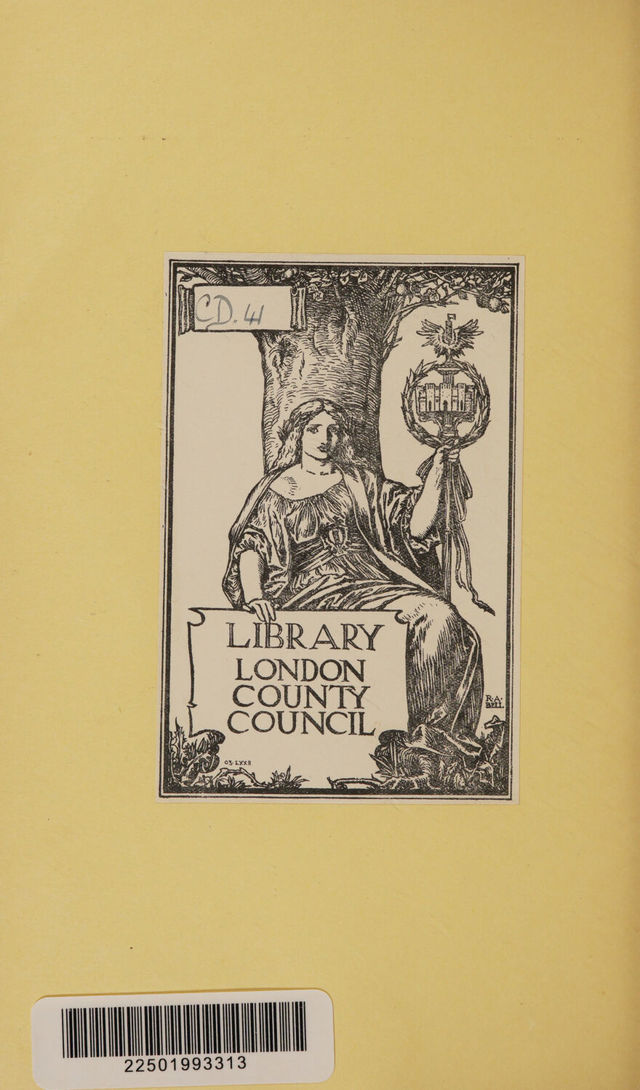 CD. 41
LIBRARY
LONDON
COUNTY
COUNCIL
R.A.
BELL
22501993313